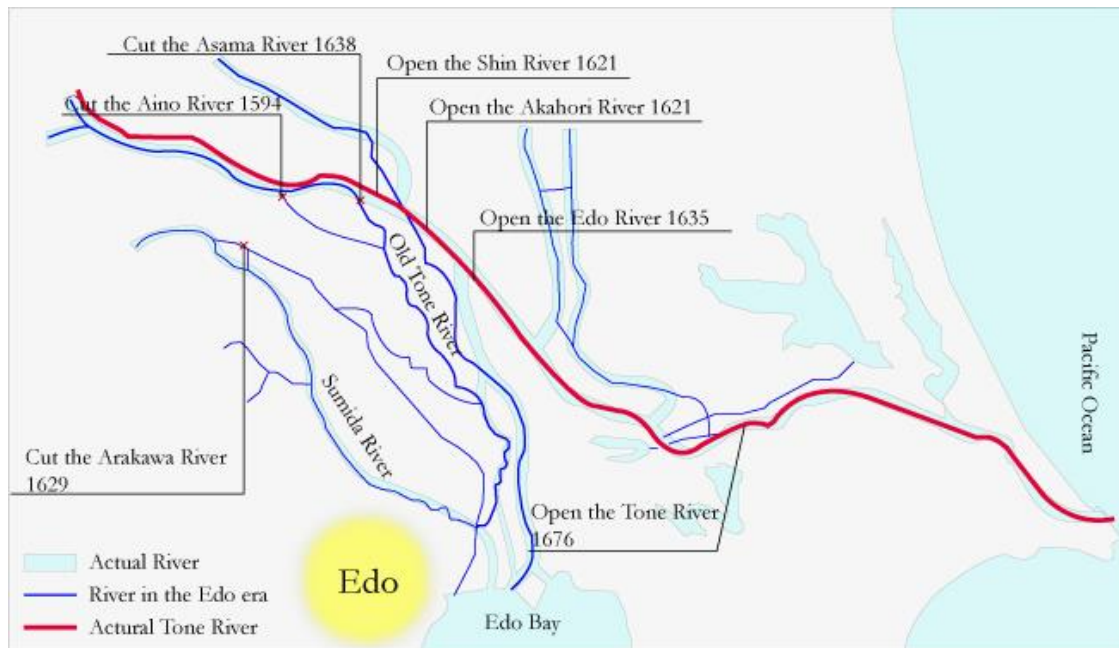 Cut the Asama River 1638
Open the Shin River 1621
Cut the Aino River 1594
Open the Akahori River 1621
Open the Edo River 1635
Old Tone River
Sumida River
Pacific Ocean
Cut the Arakawa River
1629
Open the Tone River
1676
Edo
Edo Bay
Actual River
River in the Edo era
Actural Tone River